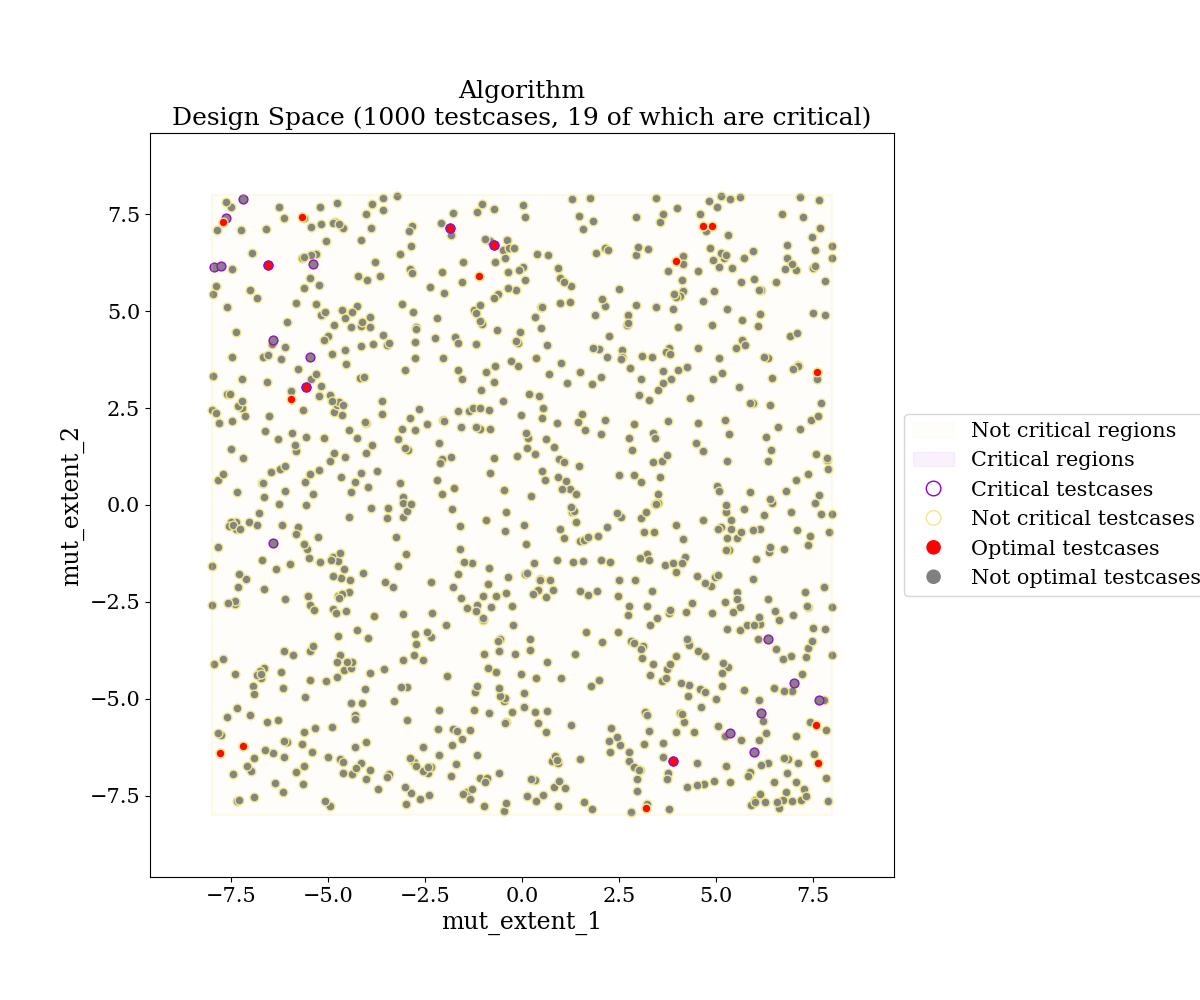 Algorithm
Design Space (1000 testcases, 19 of which are critical)
7.5
5.0
2.5
0.0
−2.5
−5.0
−7.5
mut_extent_2
−7.5
−5.0
−2.5
0.0
2.5
5.0
7.5
mut_extent_1
Not critical regions
Critical regions
Critical testcases
Not critical testcases
Optimal testcases
Not optimal testcases